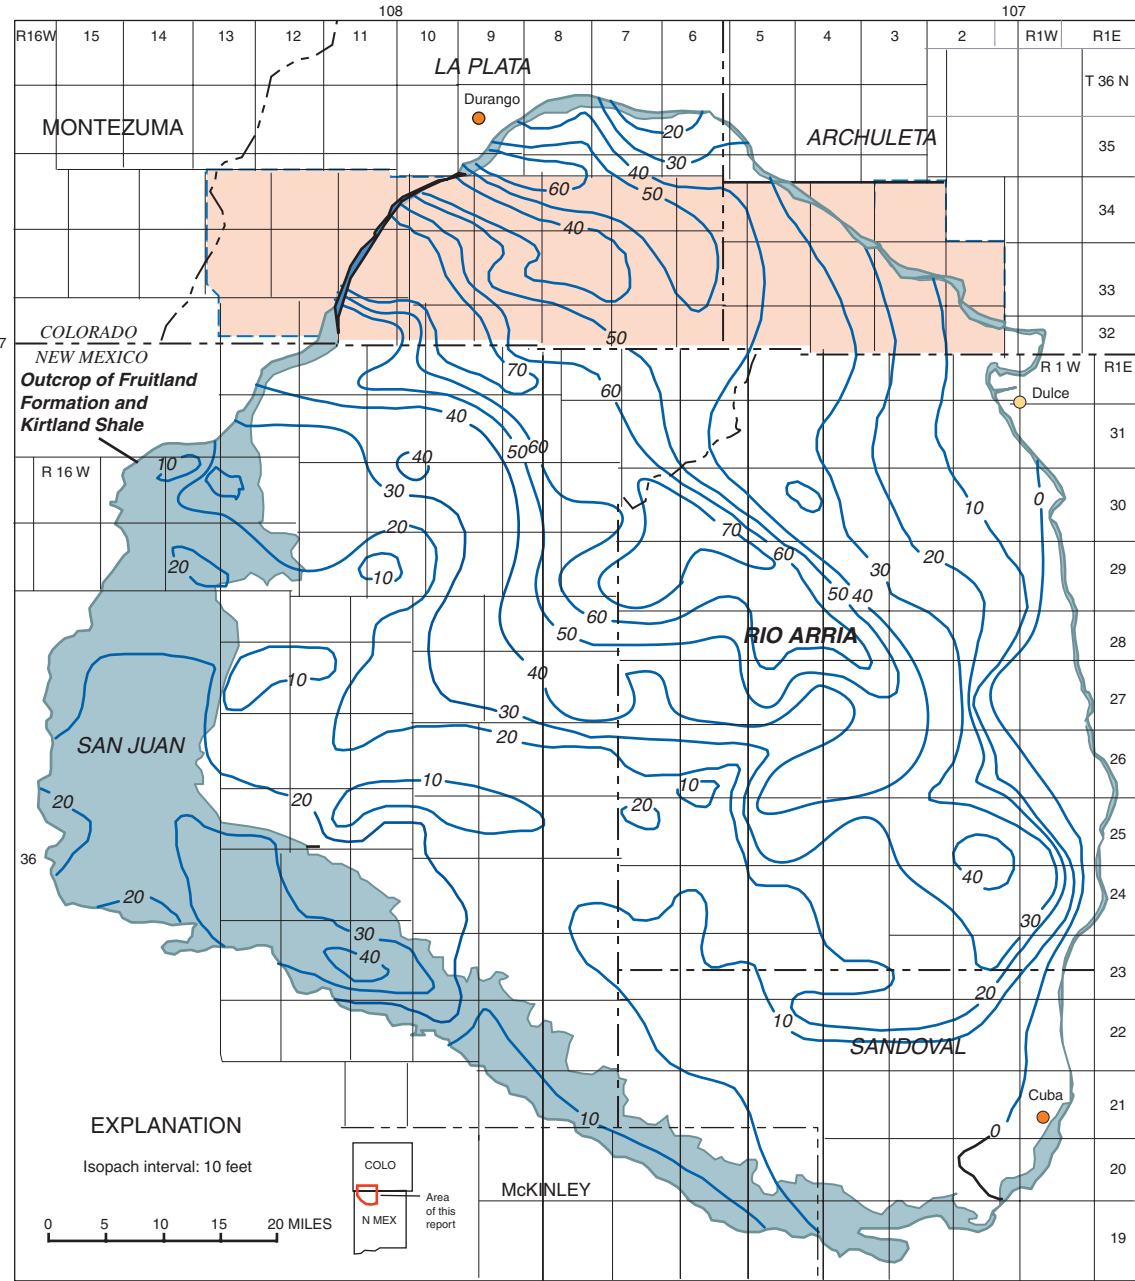 108 107
R16W 15 14 13 12 11 10 9 8 7 6 5 4 3 2 R1W R1E
LA PLATA
T 36 N
Durango
MONTEZUMA
20
ARCHULETA
35
30
40
60 50
34
40
33
COLORADO
50
32
7
NEW MEXICO
R 1 W R1E
Outcrop of Fruitland
Formation and
Kirtland Shale
70
60
Dulce
40
31
50 60
10
40
R 16 W
30
10
0
30
20
70
60
20
20
10
30
29
50 40
60
50
RIO ARRIA
28
40
10
30
27
20
SAN JUAN
26
10
10
20
20
20
25
36
40
24
20
30
30
40
23
20
10
22
SANDOVAL
Cuba
21
10
EXPLANATION
0
Isopach interval: 10 feet
COLO
20
McKINLEY
Area
of this
report
N MEX
0 5 10 15 20 MILES
19